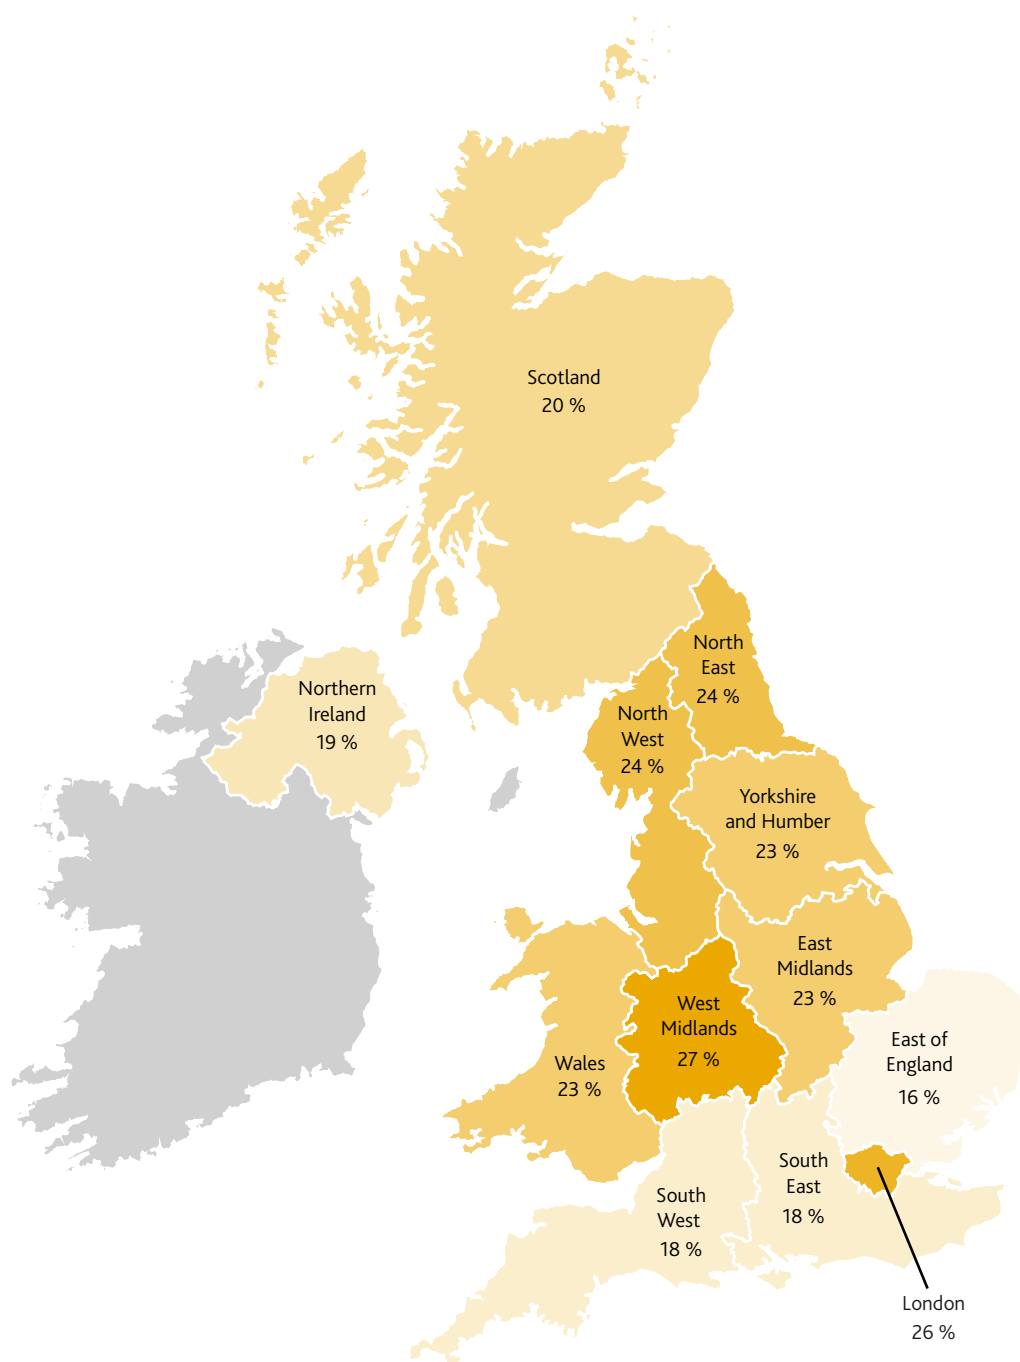 Scotland
20 %
North
East
24 %
Northern
Ireland
19 %
North
West
24 %
Yorkshire
and Humber
23 %
East
Midlands
23 %
West
Midlands
27 %
East of
England
16 %
Wales
23 %
South
East
18 %
South
West
18 %
London
26 %